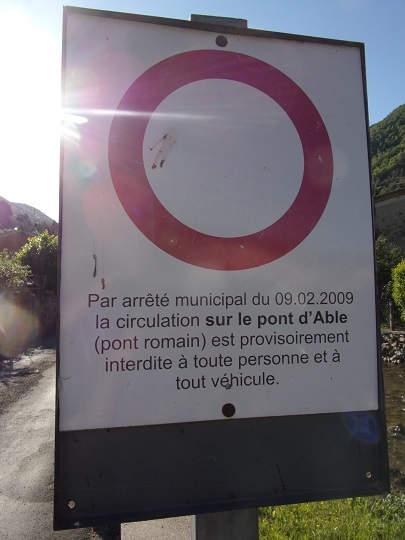 Par arrêté municipal du 09.02.2009
la circulation sur le pont d'Able
(pont romain) est provisoirement
interdite à toute personne et à
tout véhicule.